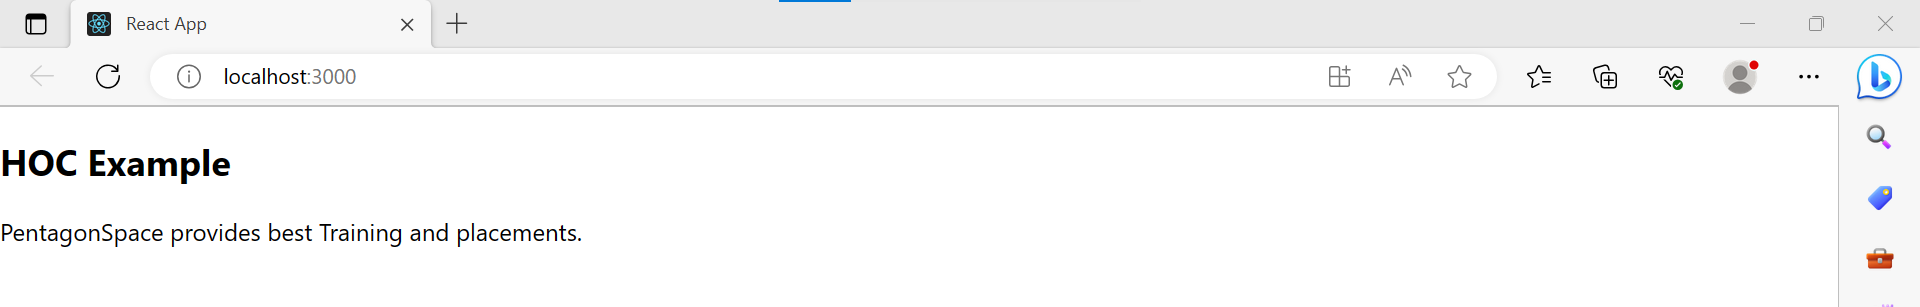 React App
localhost:3000
HOC Example
PentagonSpace provides best Training and placements.